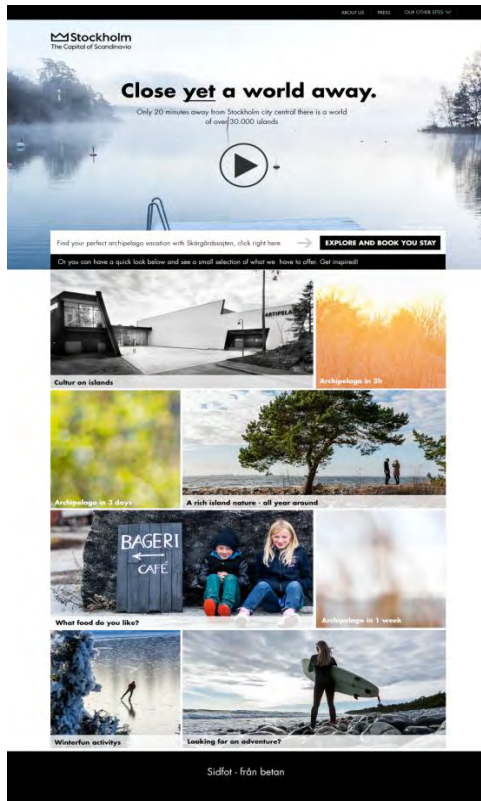 ABOUT US PRESS OUR OTHER SITES
Stockholm
The Capital of Scandinavia
Close yet a world away.
Only 20 minutes away from Stockholm city central there is a world
of over 30.000 islands
Find your perfect archipelago vacation with Skärgårdssajten, click right here
EXPLORE AND BOOK YOU STAY
Or you can have a quick look below and see a small selection of what we have to offer. Get inspired!
ARTIPELAG
Cultur on islands
Archipelago in 3h
Archipelago in 3 days
A rich island nature - all year around
BAGERI
CAFÉ
What food do you like?
Archipelago in 1 week
Winterfun activitys
Looking for an adventure?
Sidfot - från betan